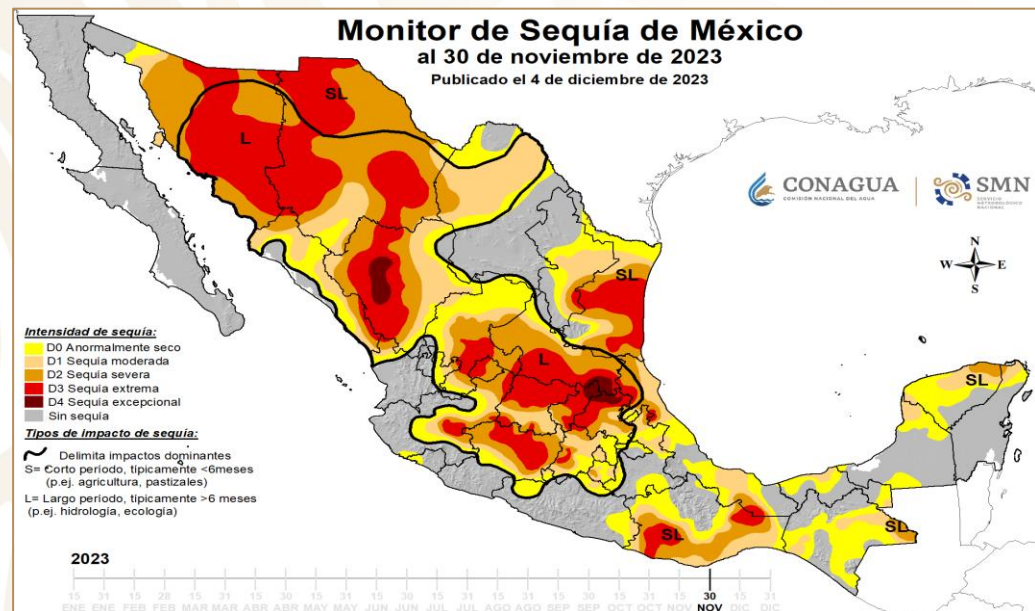 Monitor de Sequía de México
al 30 de noviembre de 2023
Publicado el 4 de diciembre de 2023
SL
L
CONAGUA
COMISIÓN NACIONAL DEL AGUA
SMN
SERVICIO
METEOROLÓGICO
NACIONAL
N
W E
S
SL
L
SL
SL
SL
Intensidad de sequía:
D0 Anormalmente seco
D1 Sequía moderada
D2 Sequía severa
D3 Sequía extrema
D4 Sequía excepcional
Sin sequía
Tipos de impacto de sequía:
Delimita impactos dominantes
S= Corto período, típicamente <6meses
(p.ej. agricultura, pastizales)
L= Largo período, típicamente >6 meses
(p.ej. hidrología, ecología)
2023
15 31 15 28 15 31 15 30 15 31 15 30 15 31 15 31 15 30 15 31 15 30 15 31
ENE ENE FEB FEB MAR MAR ABR ABR MAY MAY JUN JUN JUL JUL AGO AGO SEP SEP OCT OCT NOV NOV DIC DIC